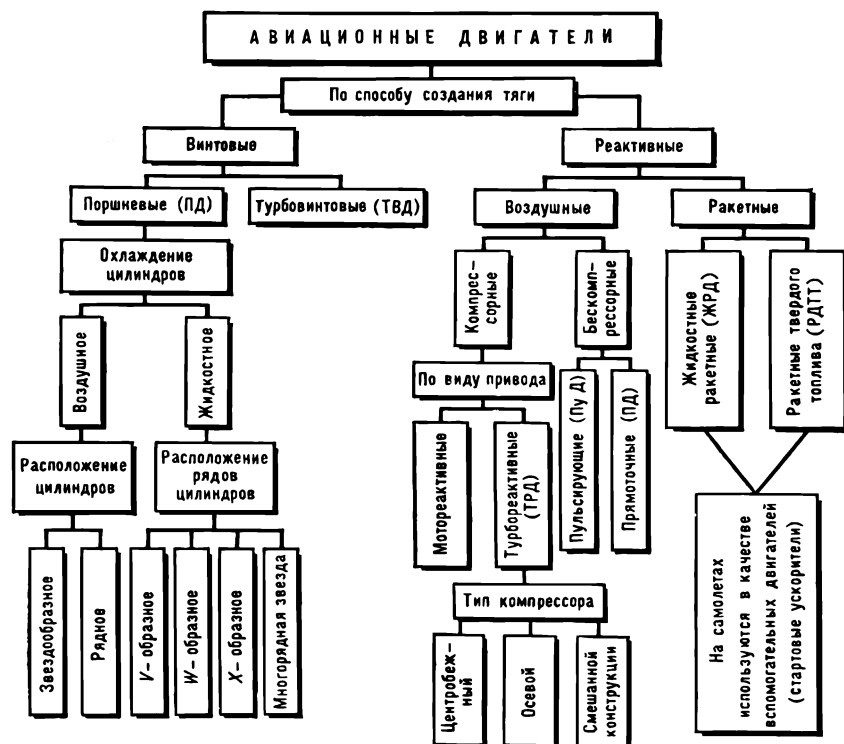 АВИАЦИОННЫЕ ДВИГАТЕЛИ
По способу создания тяги
Винтовые
Реактивные
Поршневые (ПД)
Турбовинтовые (ТВД)
Воздушные
Ракетные
Охлаждение
цилиндров
Компрес–
сорные
Бескомп–
рессорные
Жидкостные
ракетные (ЖРД)
Ракетные твердого
топлива (РДТТ)
Воздушное
Жидкостное
По виду привода
Расположение
цилиндров
Расположение
рядов
цилиндров
Мотореактивные
Турбореактивные
(ТРД)
Пульсирующие (Пу Д)
Прямоточные (ПД)
Звездообразное
Рядное
V–образное
W–образное
X–образное
Многорядная звезда
Тип компрессора
Центробеж–
ный
Осевой
Смешанной
конструкции
На самолетах
используются в качестве
вспомогательных двигателей
(стартовые ускорители)